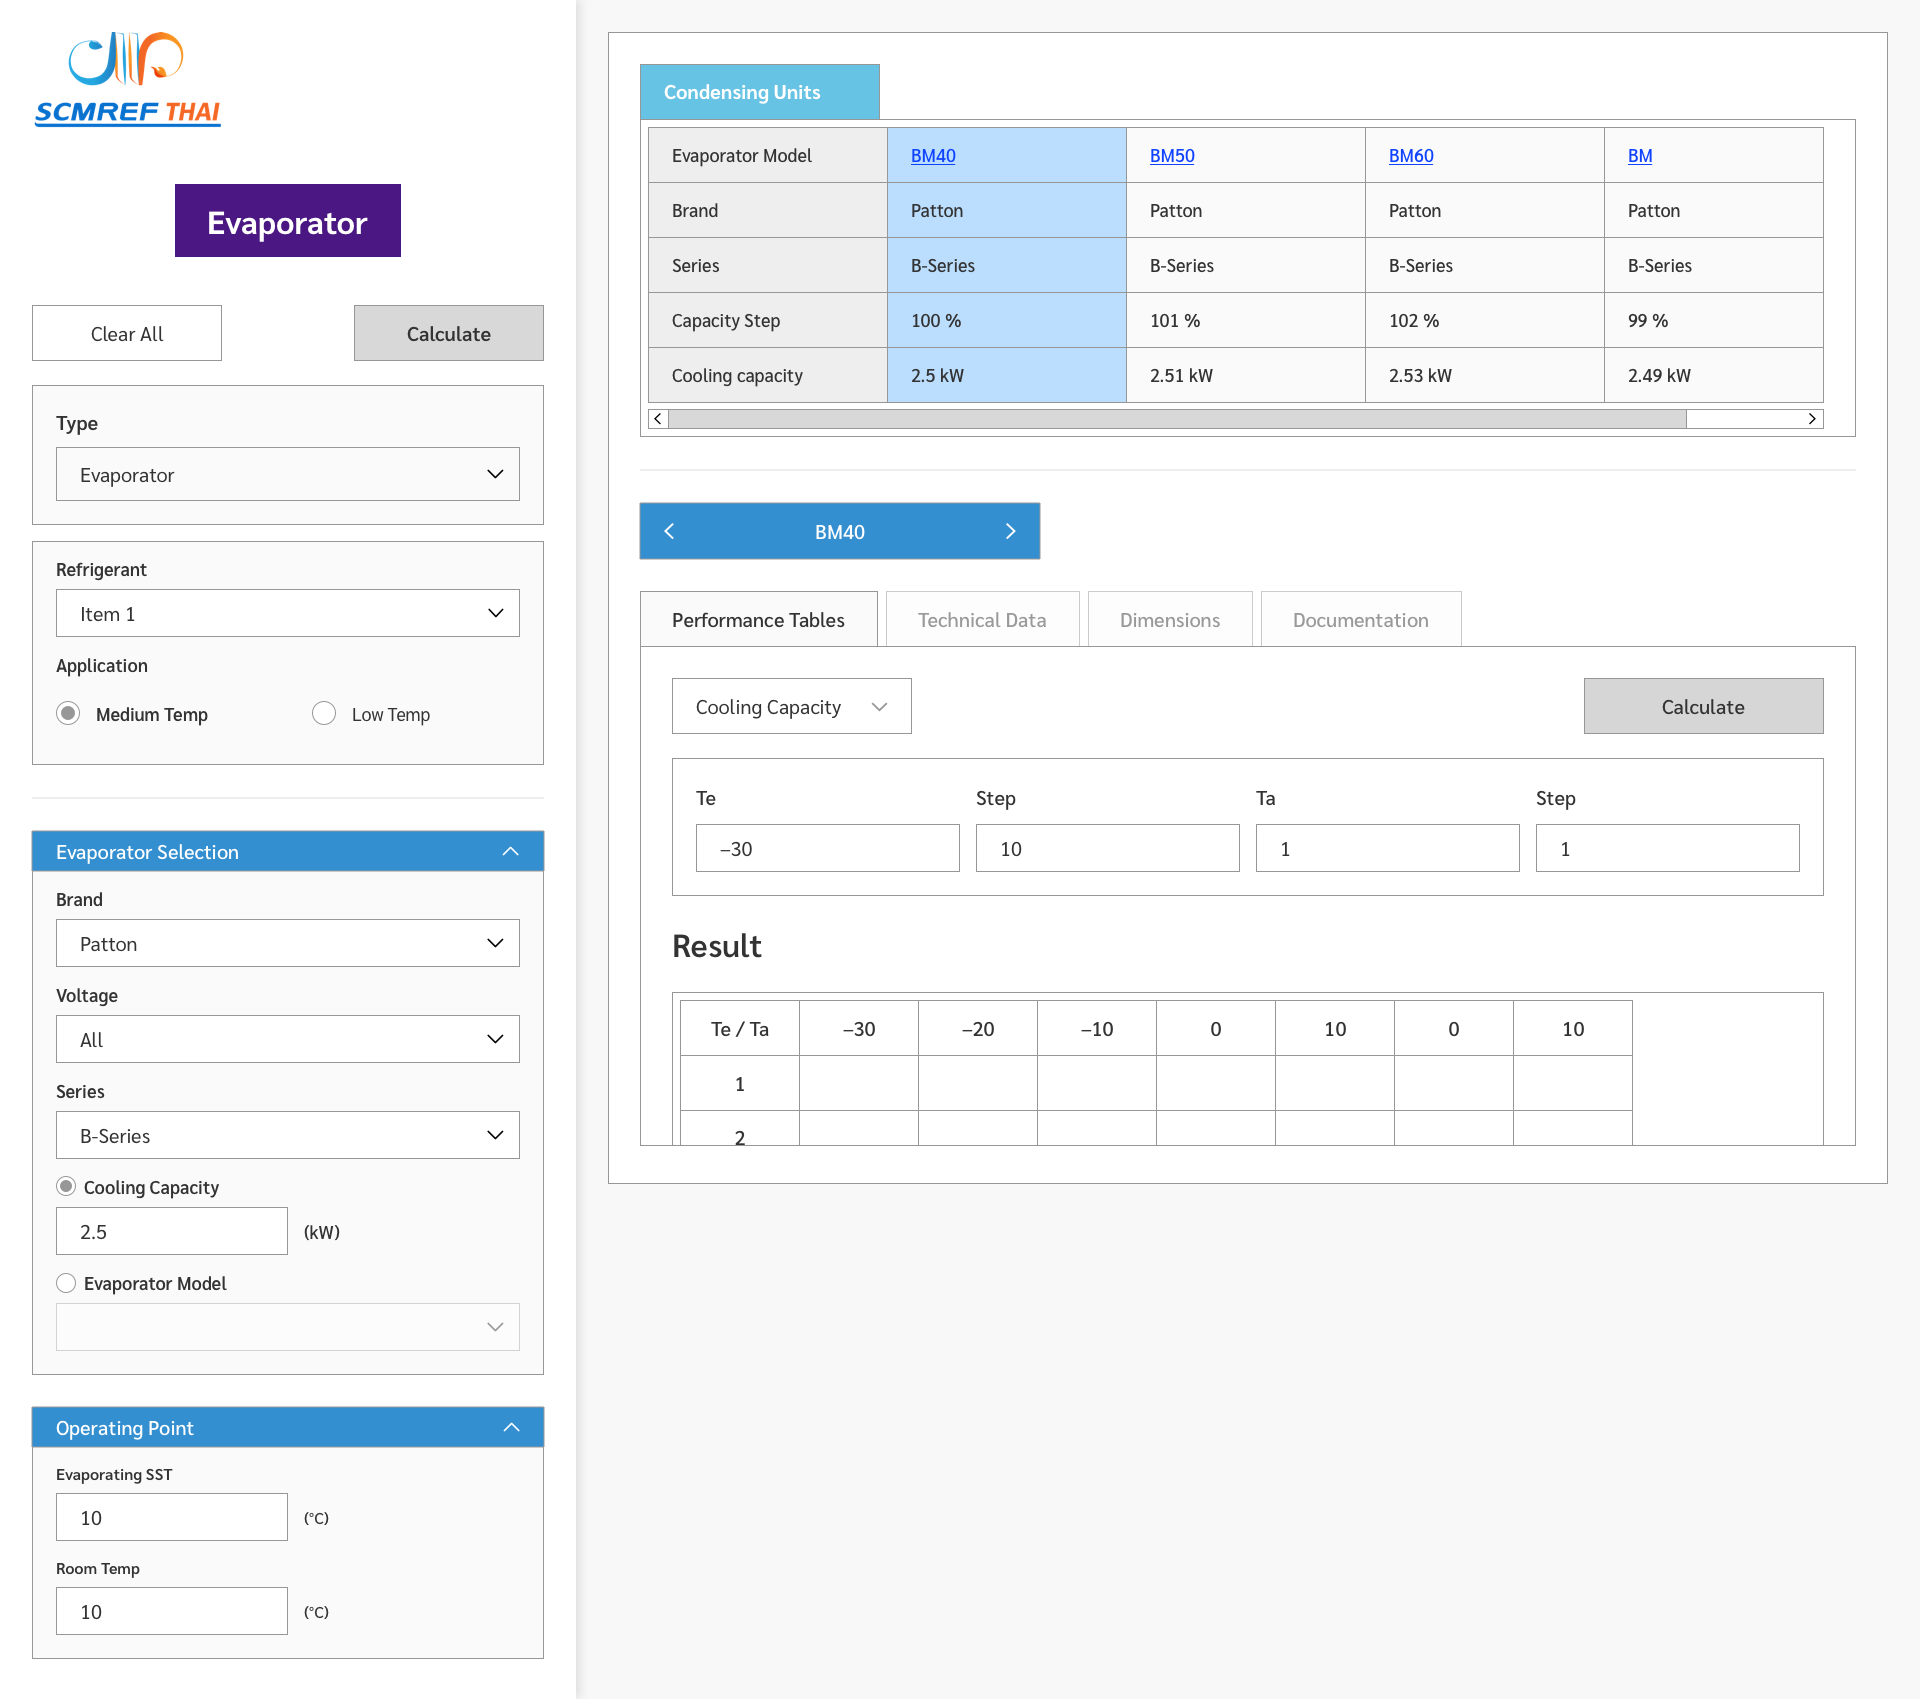 SCMREF THAI
Evaporator
Clear All
Calculate
Type
Evaporator
Refrigerant
Item 1
Application
Medium Temp
Low Temp
Evaporator Selection
Brand
Patton
Voltage
All
Series
B-Series
Cooling Capacity
2.5 (kW)
Evaporator Model
Operating Point
Evaporating SST
10 (°C)
Room Temp
10 (°C)
Condensing Units
Evaporator Model BM40 BM50 BM60 BM
Brand Patton Patton Patton Patton
Series B-Series B-Series B-Series B-Series
Capacity Step 100 % 101 % 102 % 99 %
Cooling capacity 2.5 kW 2.51 kW 2.53 kW 2.49 kW
BM40
Performance Tables Technical Data Dimensions Documentation
Cooling Capacity Calculate
Te Step Ta Step
–30 10 1 1
Result
Te / Ta –30 –20 –10 0 10 0 10
1
2